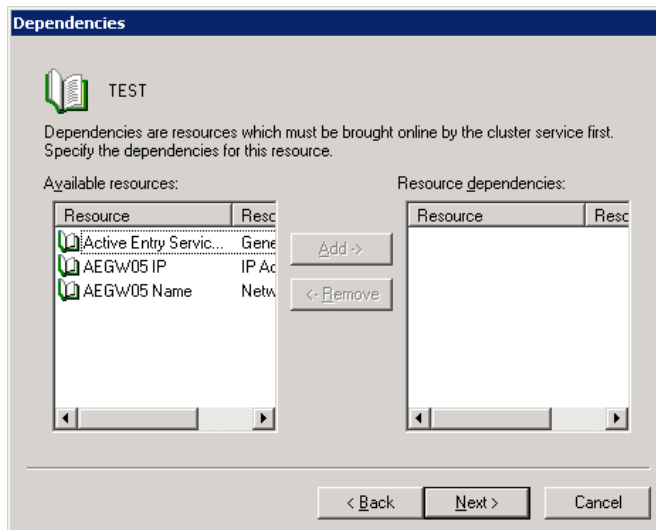 Dependencies
TEST
Dependencies are resources which must be brought online by the cluster service first.
Specify the dependencies for this resource.
Available resources:
Resource dependencies:
Resource Resc
Resource Resc
Active Entry Servic... Gene
AEGW05 IP IP Ac
AEGW05 Name Netw
Add ->
<- Remove
< Back
Next >
Cancel